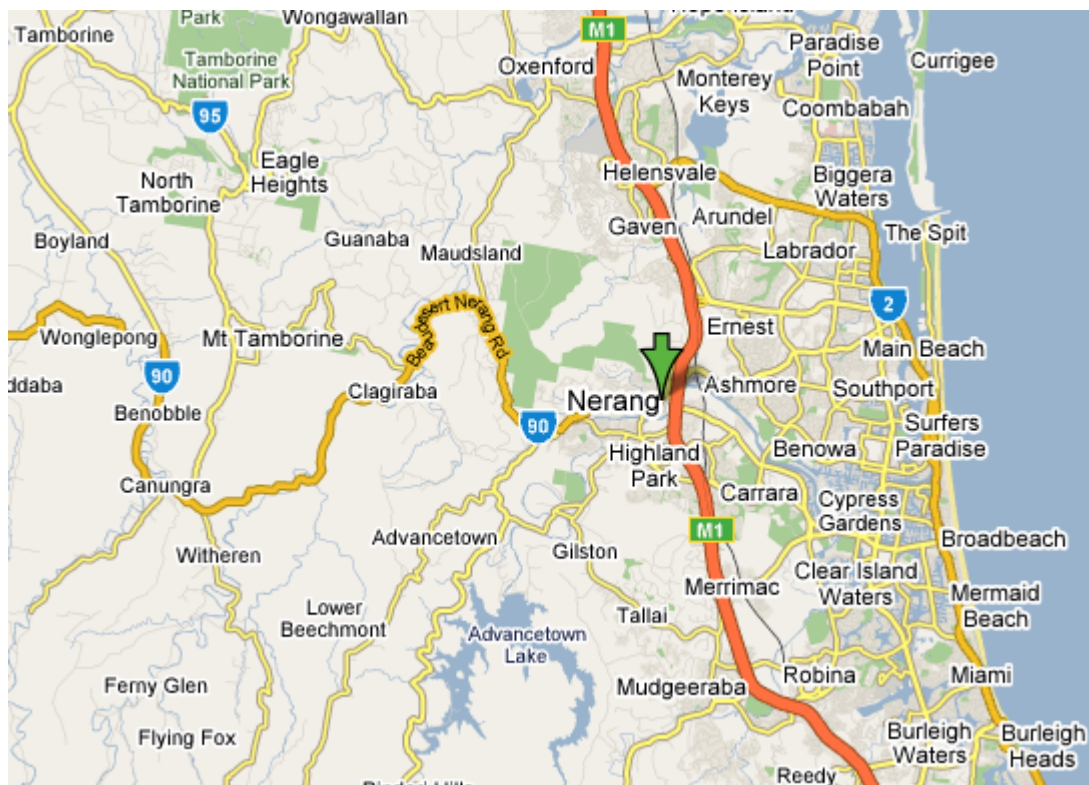 Park
Wongawallan
M1
Paradise
Point
Currigee
Tamborine
Tamborine
National Park
Oxenford
Monterey
Keys
Coombabah
95
Eagle
Heights
North
Tamborine
Helensvale
Biggera
Waters
Gaven
Arundel
The Spit
Boyland
Guanaba
Maudsland
Labrador
Beaudesert Nerang Rd
2
Wonglepong
Mt Tamborine
Ernest
Main Beach
90
Clagiraba
Ashmore
Southport
Benobble
Nerang
90
Surfers
Paradise
Highland
Park
Benowa
Canungra
Carrara
Cypress
Gardens
Advancetown
M1
Broadbeach
Witheren
Gilston
Merrimac
Clear Island
Waters
Mermaid
Beach
Lower
Beechmont
Tallai
Advancetown
Lake
Robina
Miami
Ferny Glen
Mudgeeraba
Flying Fox
Burleigh
Waters
Burleigh
Heads
Reedy